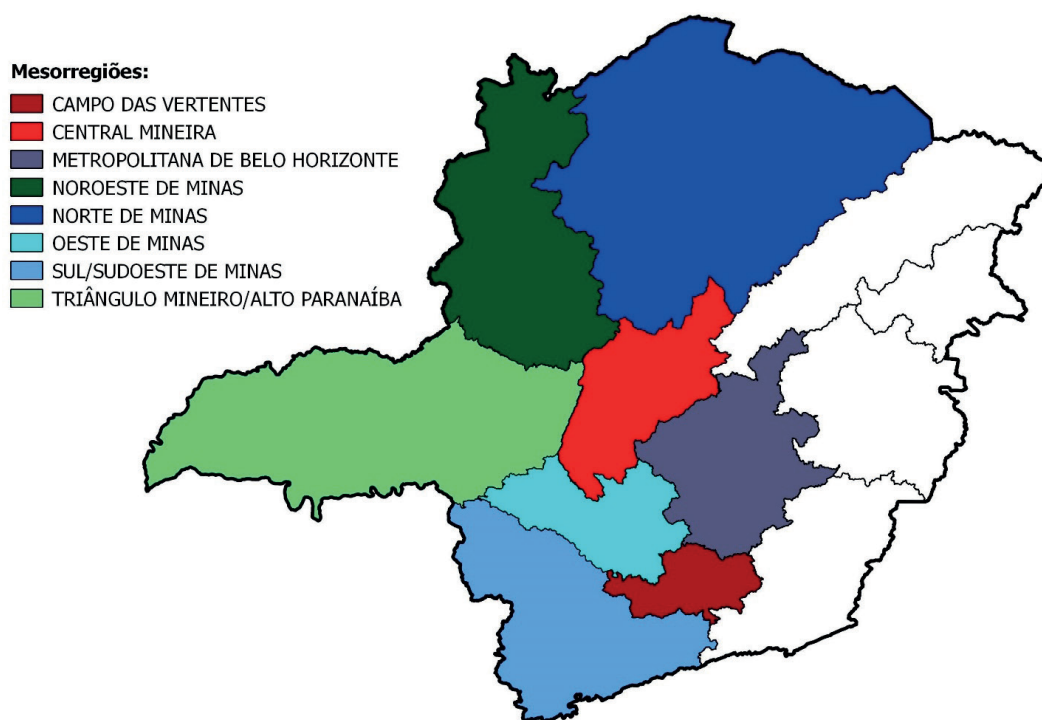 Mesorregiões:
CAMPO DAS VERTENTES
CENTRAL MINEIRA
METROPOLITANA DE BELO HORIZONTE
NOROESTE DE MINAS
NORTE DE MINAS
OESTE DE MINAS
SUL/SUDOESTE DE MINAS
TRIÂNGULO MINEIRO/ALTO PARANAÍBA